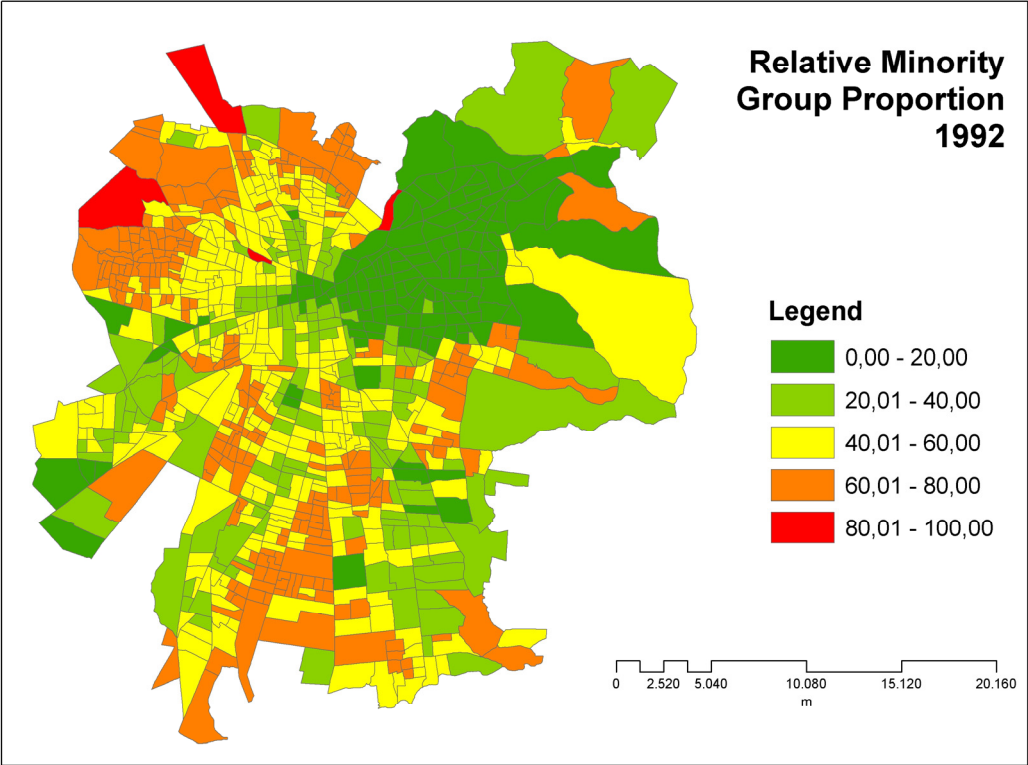 Relative Minority
Group Proportion
1992
Legend
0,00 - 20,00
20,01 - 40,00
40,01 - 60,00
60,01 - 80,00
80,01 - 100,00
0 2.520 5.040 10.080 15.120 20.160
m